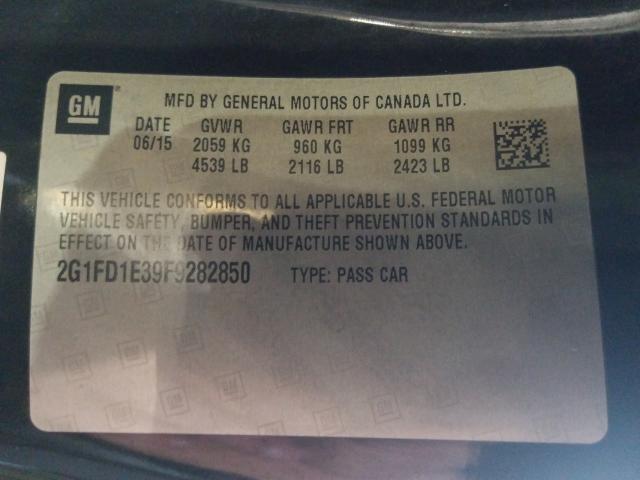 GM ® MFD BY GENERAL MOTORS OF CANADA LTD.
DATE GVWR GAWR FRT GAWR RR
06/15 2059 KG 960 KG 1099 KG
4539 LB 2116 LB 2423 LB
THIS VEHICLE CONFORMS TO ALL APPLICABLE U.S. FEDERAL MOTOR
VEHICLE SAFETY, BUMPER, AND THEFT PREVENTION STANDARDS IN
EFFECT ON THE DATE OF MANUFACTURE SHOWN ABOVE.
2G1FD1E39F9282850 TYPE: PASS CAR